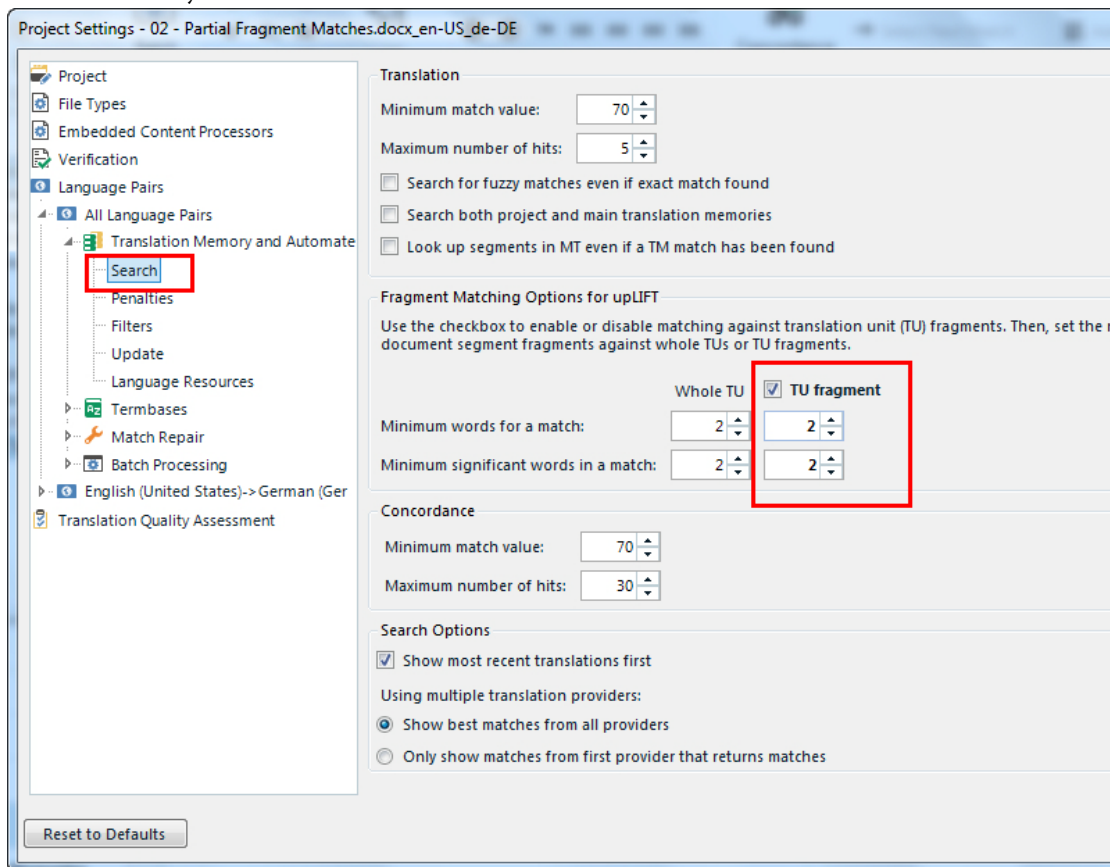 Project Settings - 02 - Partial Fragment Matches.docx_en-US_de-DE
Project
File Types
Embedded Content Processors
Verification
Language Pairs
All Language Pairs
Translation Memory and Automate
Search
Penalties
Filters
Update
Language Resources
Termbases
Match Repair
Batch Processing
English (United States)->German (Ger
Translation Quality Assessment
Reset to Defaults
Translation
Minimum match value: 70
Maximum number of hits: 5
Search for fuzzy matches even if exact match found
Search both project and main translation memories
Look up segments in MT even if a TM match has been found
Fragment Matching Options for upLIFT
Use the checkbox to enable or disable matching against translation unit (TU) fragments. Then, set the
document segment fragments against whole TUs or TU fragments.
Whole TU TU fragment
Minimum words for a match: 2 2
Minimum significant words in a match: 2 2
Concordance
Minimum match value: 70
Maximum number of hits: 30
Search Options
Show most recent translations first
Using multiple translation providers:
Show best matches from all providers
Only show matches from first provider that returns matches